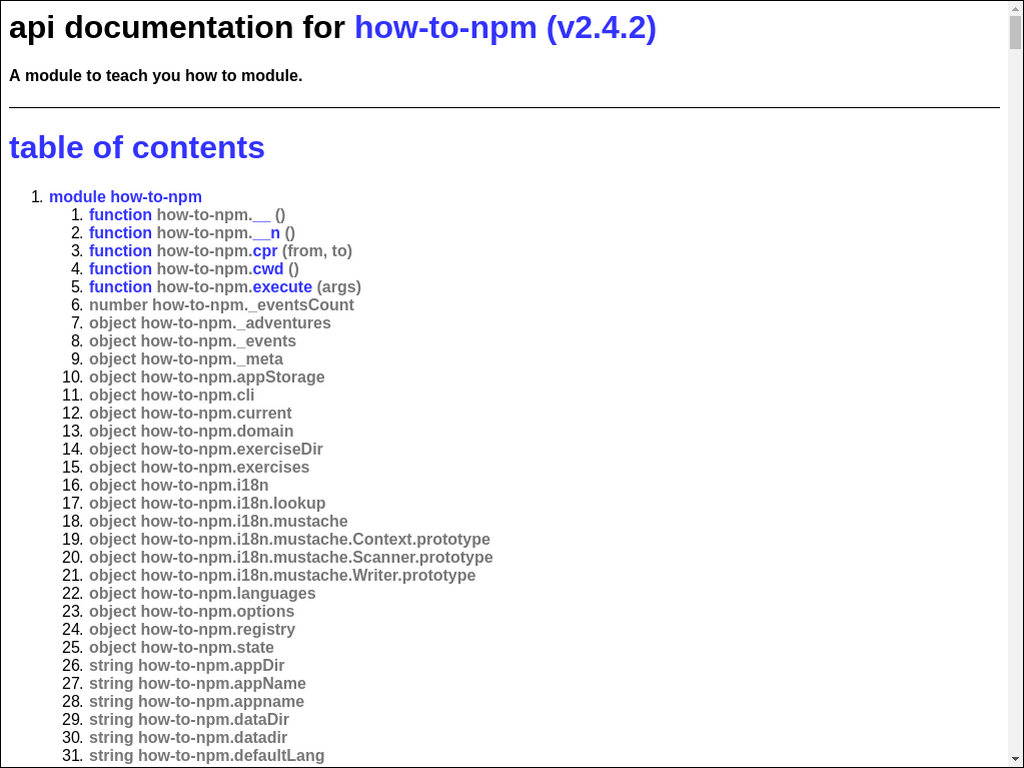 api documentation for how-to-npm (v2.4.2)
A module to teach you how to module.
table of contents
1. module how-to-npm
1. function how-to-npm.__ ()
2. function how-to-npm.__n ()
3. function how-to-npm.cpr (from, to)
4. function how-to-npm.cwd ()
5. function how-to-npm.execute (args)
6. number how-to-npm._eventsCount
7. object how-to-npm._adventures
8. object how-to-npm._events
9. object how-to-npm._meta
10. object how-to-npm.appStorage
11. object how-to-npm.cli
12. object how-to-npm.current
13. object how-to-npm.domain
14. object how-to-npm.exerciseDir
15. object how-to-npm.exercises
16. object how-to-npm.i18n
17. object how-to-npm.i18n.lookup
18. object how-to-npm.i18n.mustache
19. object how-to-npm.i18n.mustache.Context.prototype
20. object how-to-npm.i18n.mustache.Scanner.prototype
21. object how-to-npm.i18n.mustache.Writer.prototype
22. object how-to-npm.languages
23. object how-to-npm.options
24. object how-to-npm.registry
25. object how-to-npm.state
26. string how-to-npm.appDir
27. string how-to-npm.appName
28. string how-to-npm.appname
29. string how-to-npm.dataDir
30. string how-to-npm.datadir
31. string how-to-npm.defaultLang